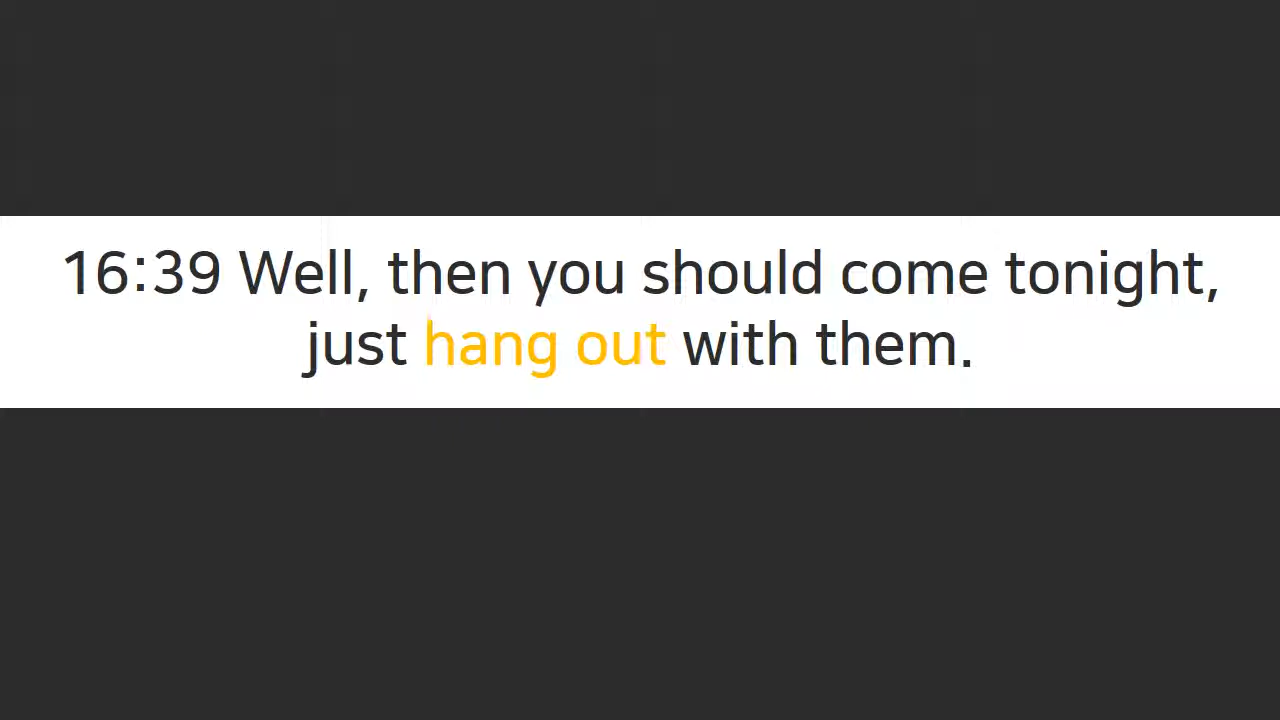 16:39 Well, then you should come tonight,
just hang out with them.